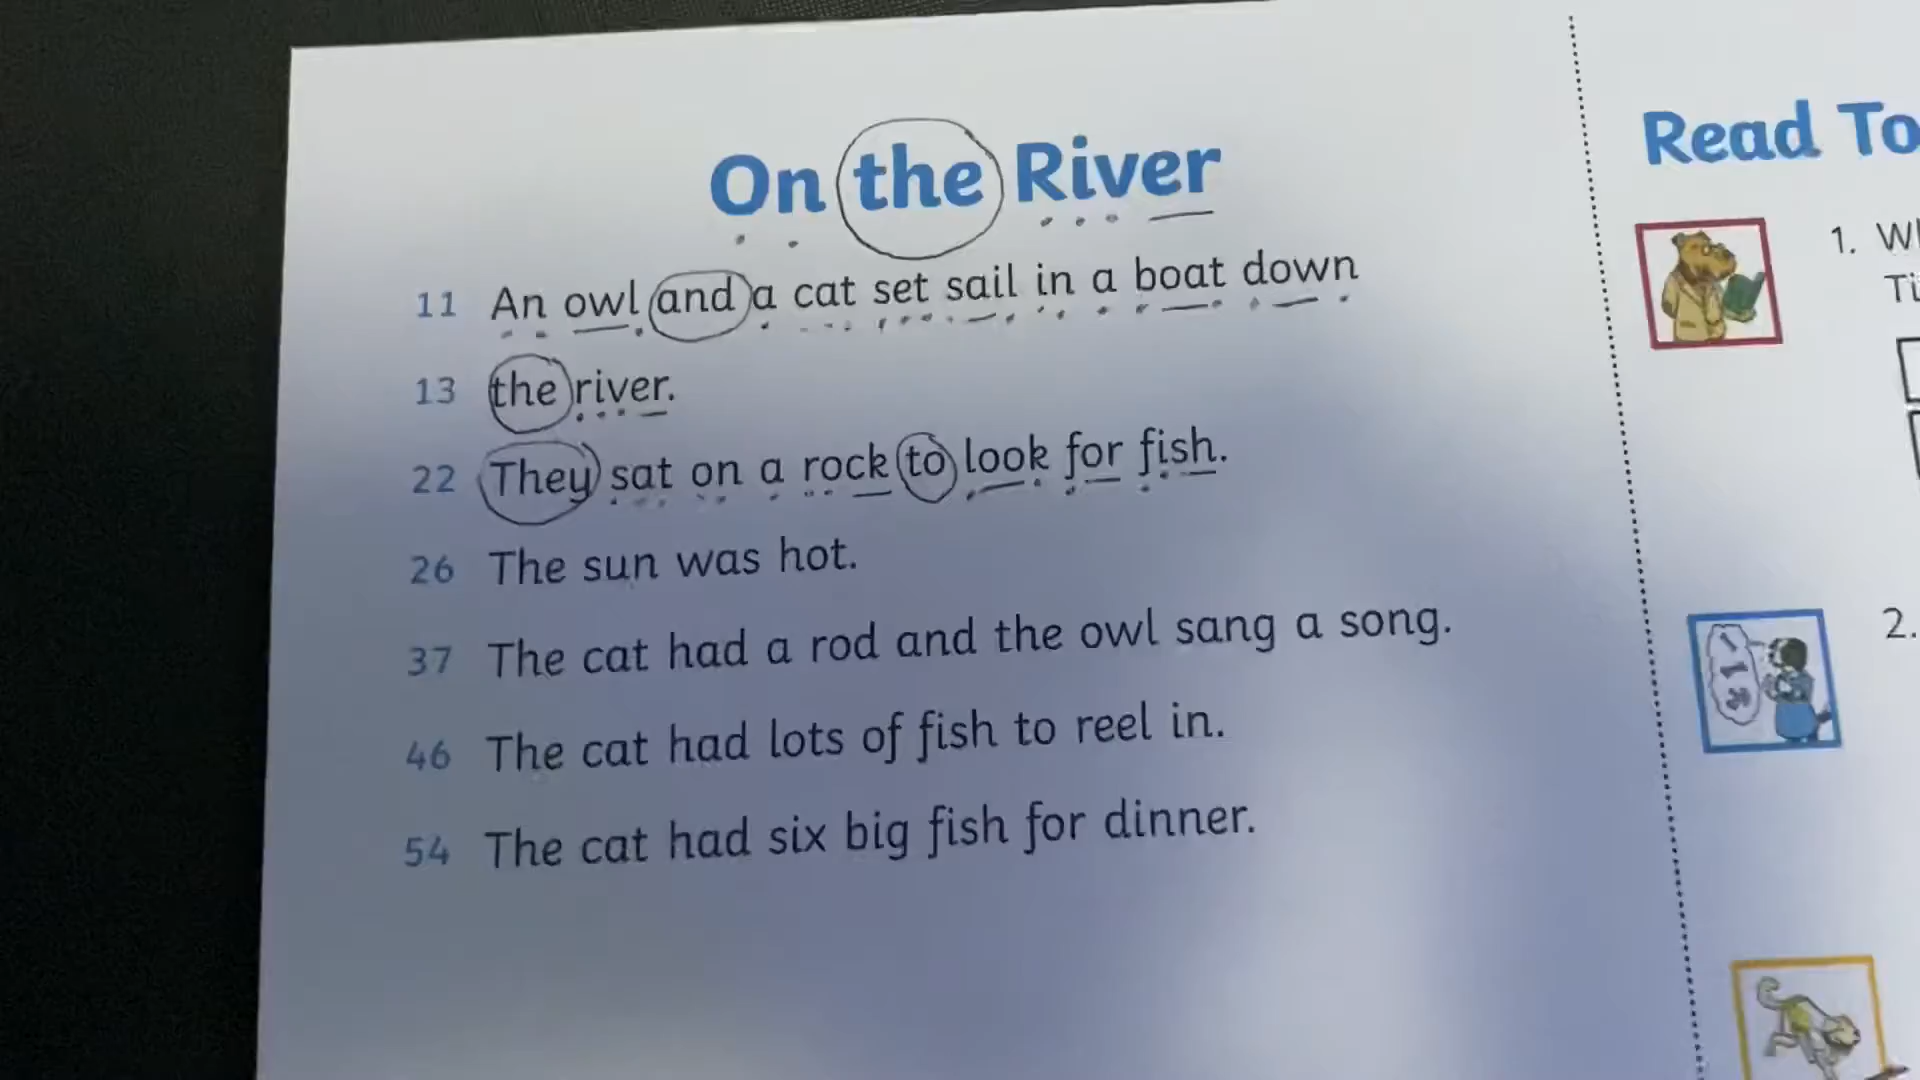 On the River
11 An owl and a cat set sail in a boat down
13 the river.
22 They sat on a rock to look for fish.
26 The sun was hot.
37 The cat had a rod and the owl sang a song.
46 The cat had lots of fish to reel in.
54 The cat had six big fish for dinner.
Read To
1.
2.